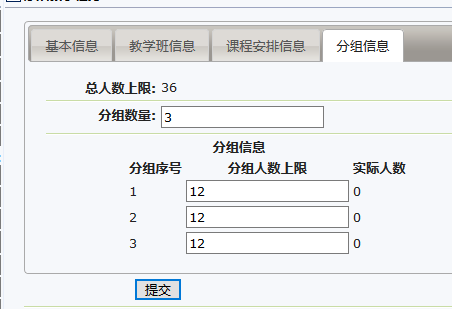 基本信息 教学班信息 课程安排信息 分组信息
总人数上限: 36
分组数量: 3
分组信息
分组序号 分组人数上限 实际人数
1 12 0
2 12 0
3 12 0
提交